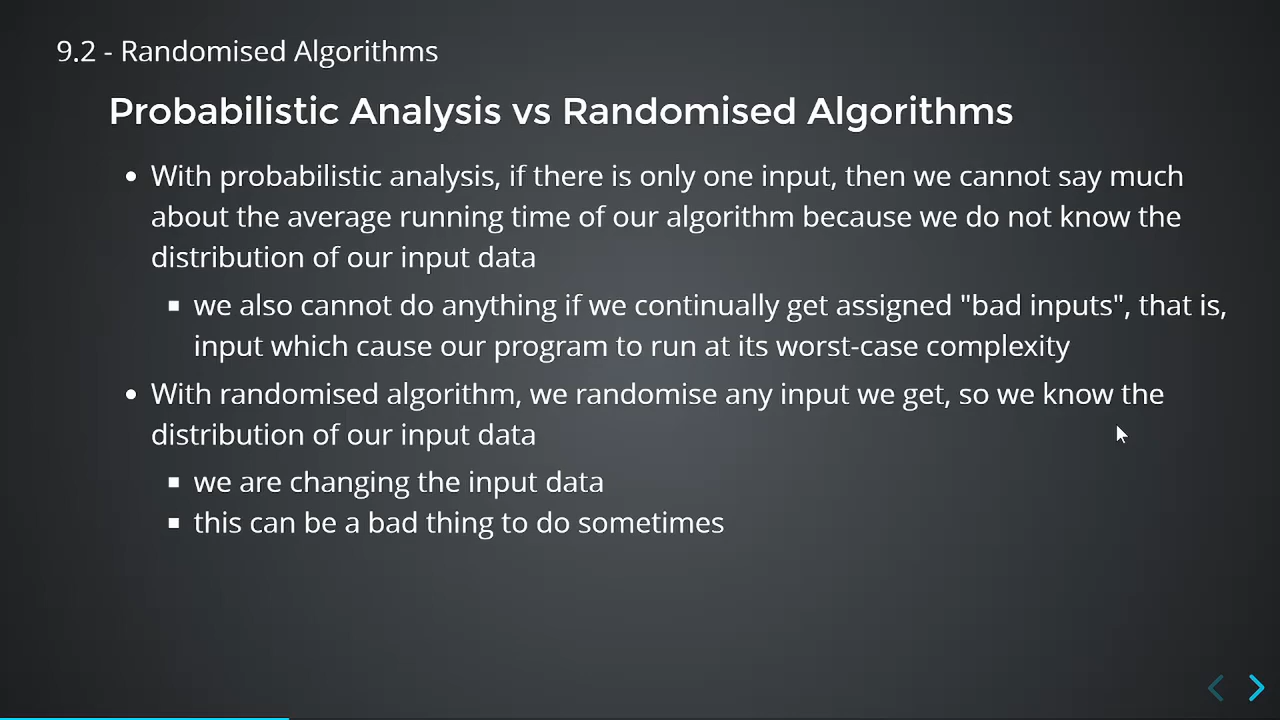 9.2 - Randomised Algorithms
Probabilistic Analysis vs Randomised Algorithms
With probabilistic analysis, if there is only one input, then we cannot say much
about the average running time of our algorithm because we do not know the
distribution of our input data
we also cannot do anything if we continually get assigned "bad inputs", that is,
input which cause our program to run at its worst-case complexity
With randomised algorithm, we randomise any input we get, so we know the
distribution of our input data
we are changing the input data
this can be a bad thing to do sometimes